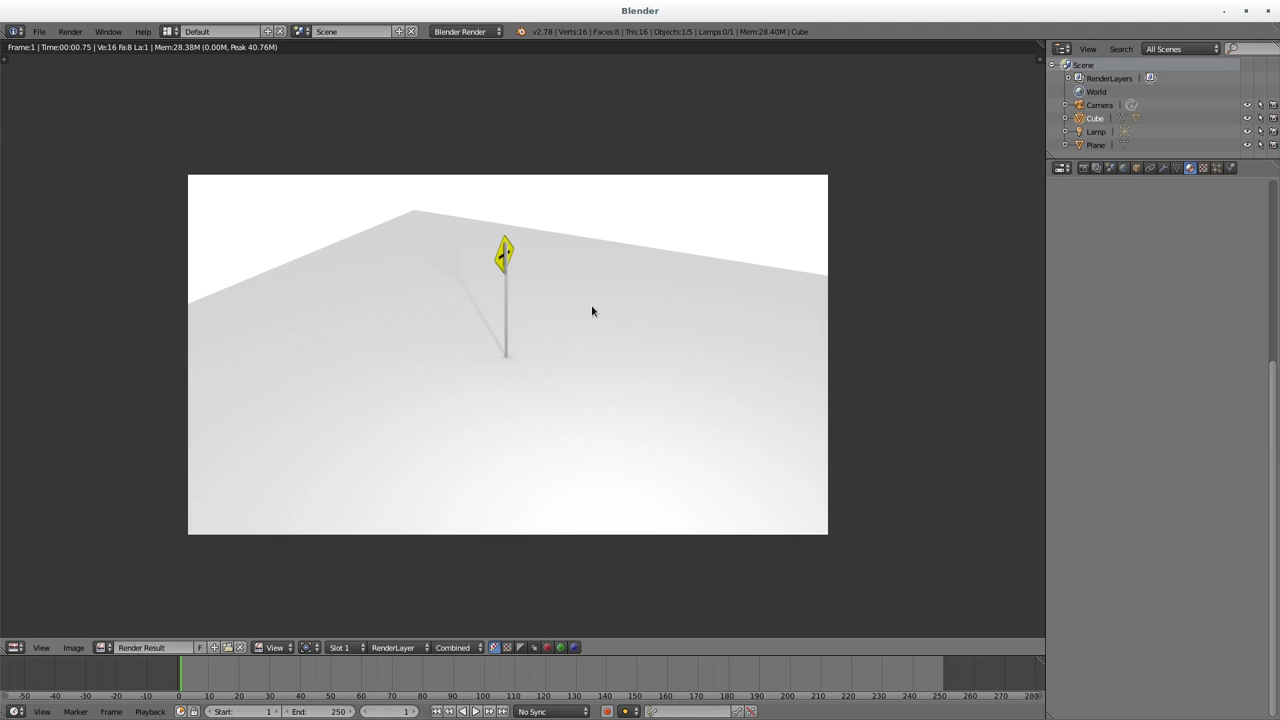 Blender
File Render Window Help Default Scene Blender Render v2.78 | Verts:16 | Faces:8 | Tris:16 | Objects:1/5 | Lamps:0/1 | Mem:28.40M | Cube
Frame:1 | Time:00:00.75 | Ve:16 Fa:8 La:1 | Mem:28.38M (0.00M, Peak 40.76M)
View Search All Scenes
Scene
RenderLayers
World
Camera
Cube
Lamp
Plane
View Image Render Result F View Slot 1 RenderLayer Combined
-50 -40 -30 -20 -10 0 10 20 30 40 50 60 70 80 90 100 110 120 130 140 150 160 170 180 190 200 210 220 230 240 250 260 270 280
View Marker Frame Playback Start: 1 End: 250 1 No Sync